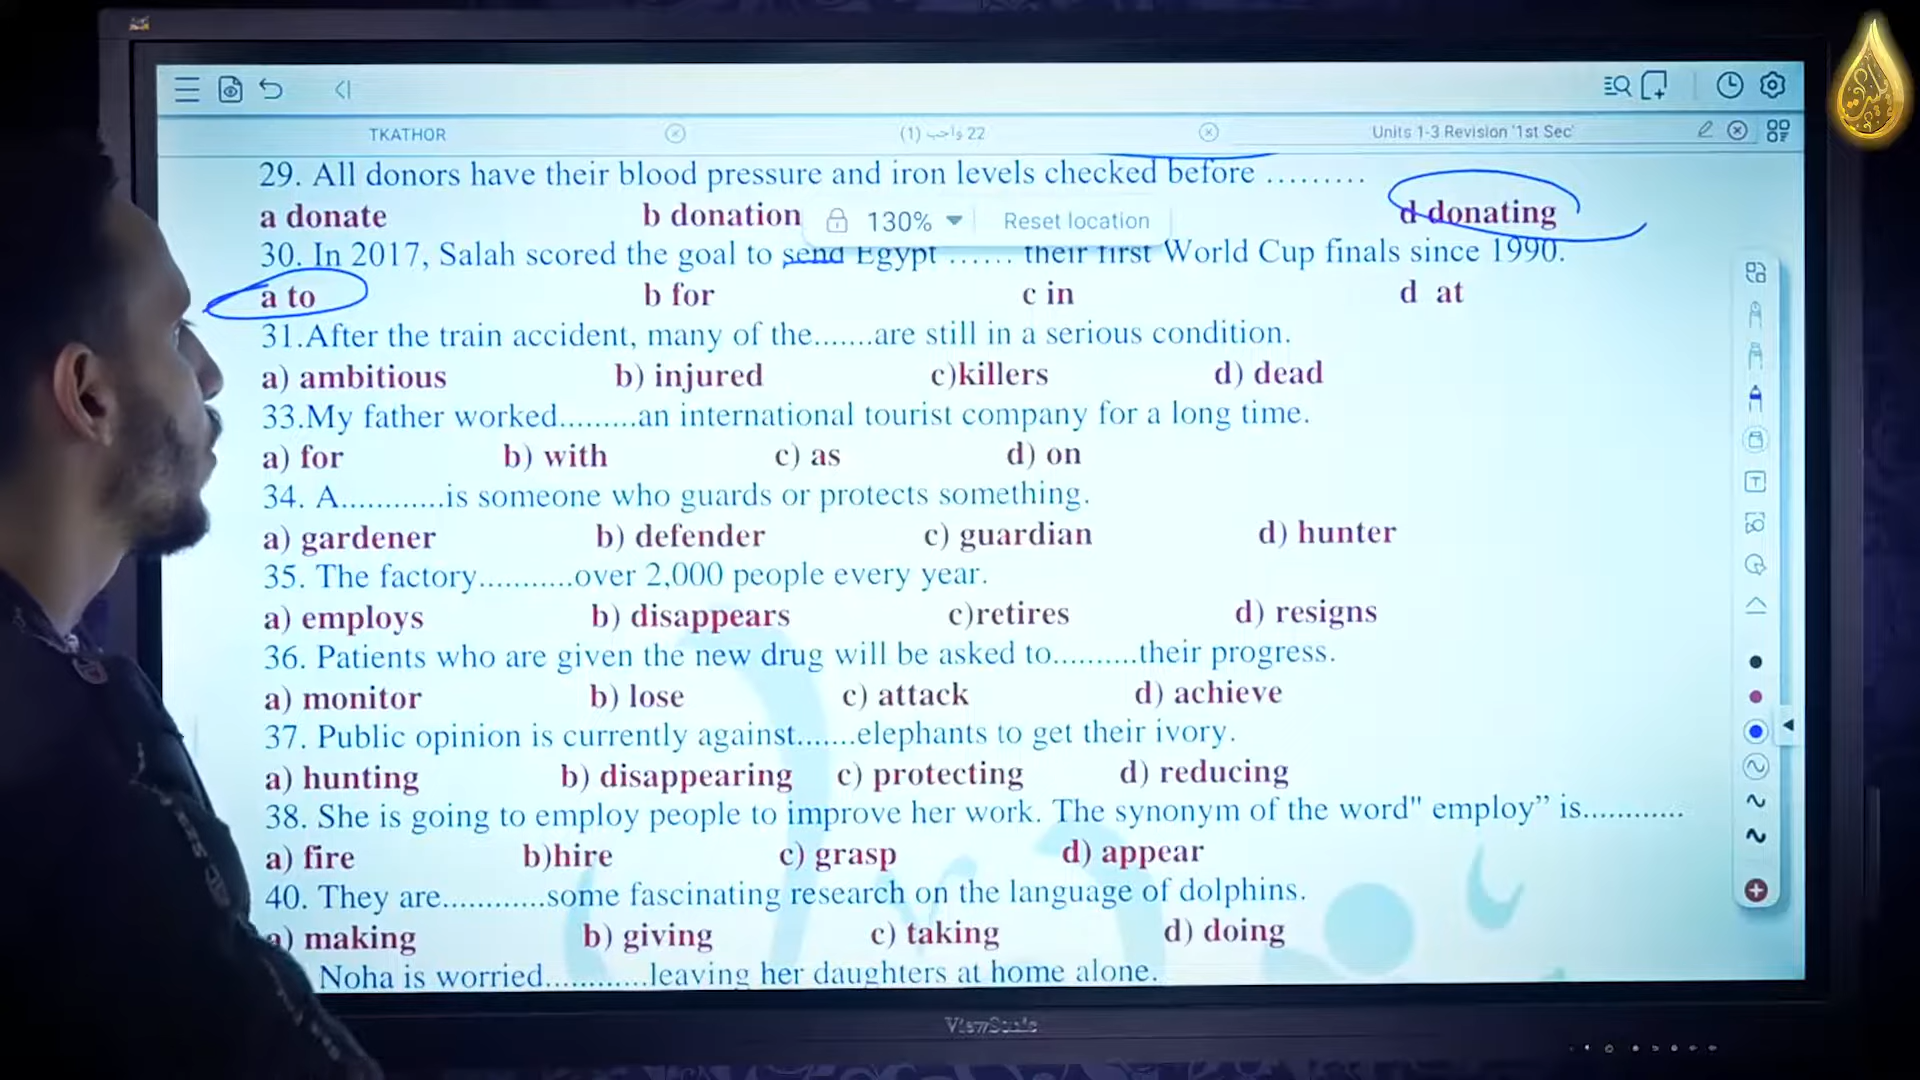 TKATHOR
22 واجب (1)
Units 1-3 Revision '1st Sec'
29. All donors have their blood pressure and iron levels checked before .........
a donate b donation d donating
130% Reset location
30. In 2017, Salah scored the goal to send Egypt ...... their first World Cup finals since 1990.
a to b for c in d at
31.After the train accident, many of the.......are still in a serious condition.
a) ambitious b) injured c)killers d) dead
33.My father worked.........an international tourist company for a long time.
a) for b) with c) as d) on
34. A............is someone who guards or protects something.
a) gardener b) defender c) guardian d) hunter
35. The factory...........over 2,000 people every year.
a) employs b) disappears c)retires d) resigns
36. Patients who are given the new drug will be asked to..........their progress.
a) monitor b) lose c) attack d) achieve
37. Public opinion is currently against.......elephants to get their ivory.
a) hunting b) disappearing c) protecting d) reducing
38. She is going to employ people to improve her work. The synonym of the word" employ” is............
a) fire b)hire c) grasp d) appear
40. They are............some fascinating research on the language of dolphins.
a) making b) giving c) taking d) doing
Noha is worried............leaving her daughters at home alone.
ViewSonic